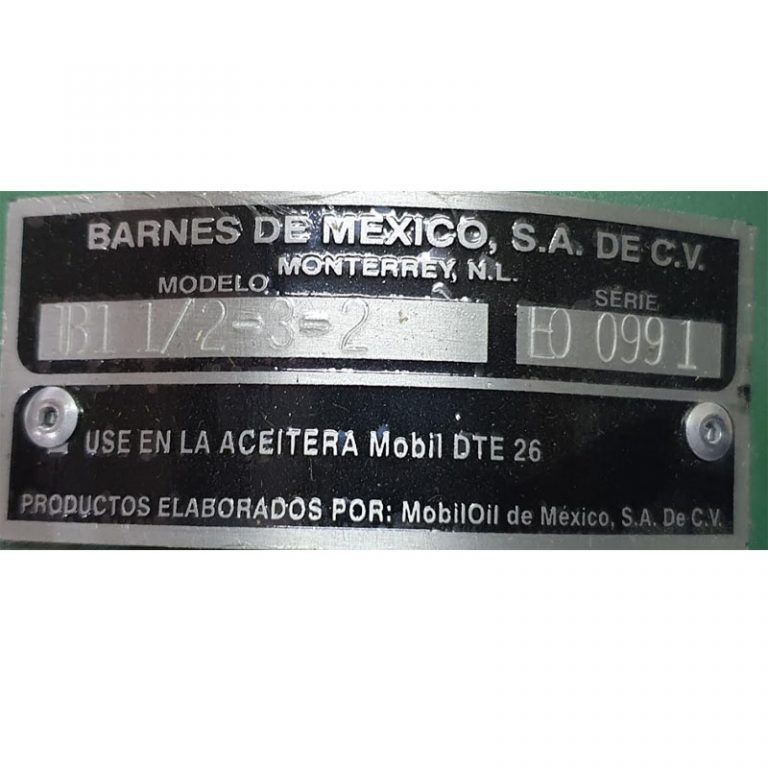 BARNES DE MEXICO, S.A. DE C.V.
MONTERREY, N.L.
MODELO SERIE
1B1 1/2-3-2 EO 0991
USE EN LA ACEITERA Mobil DTE 26
PRODUCTOS ELABORADOS POR: MobilOil de México, S.A. De C.V.